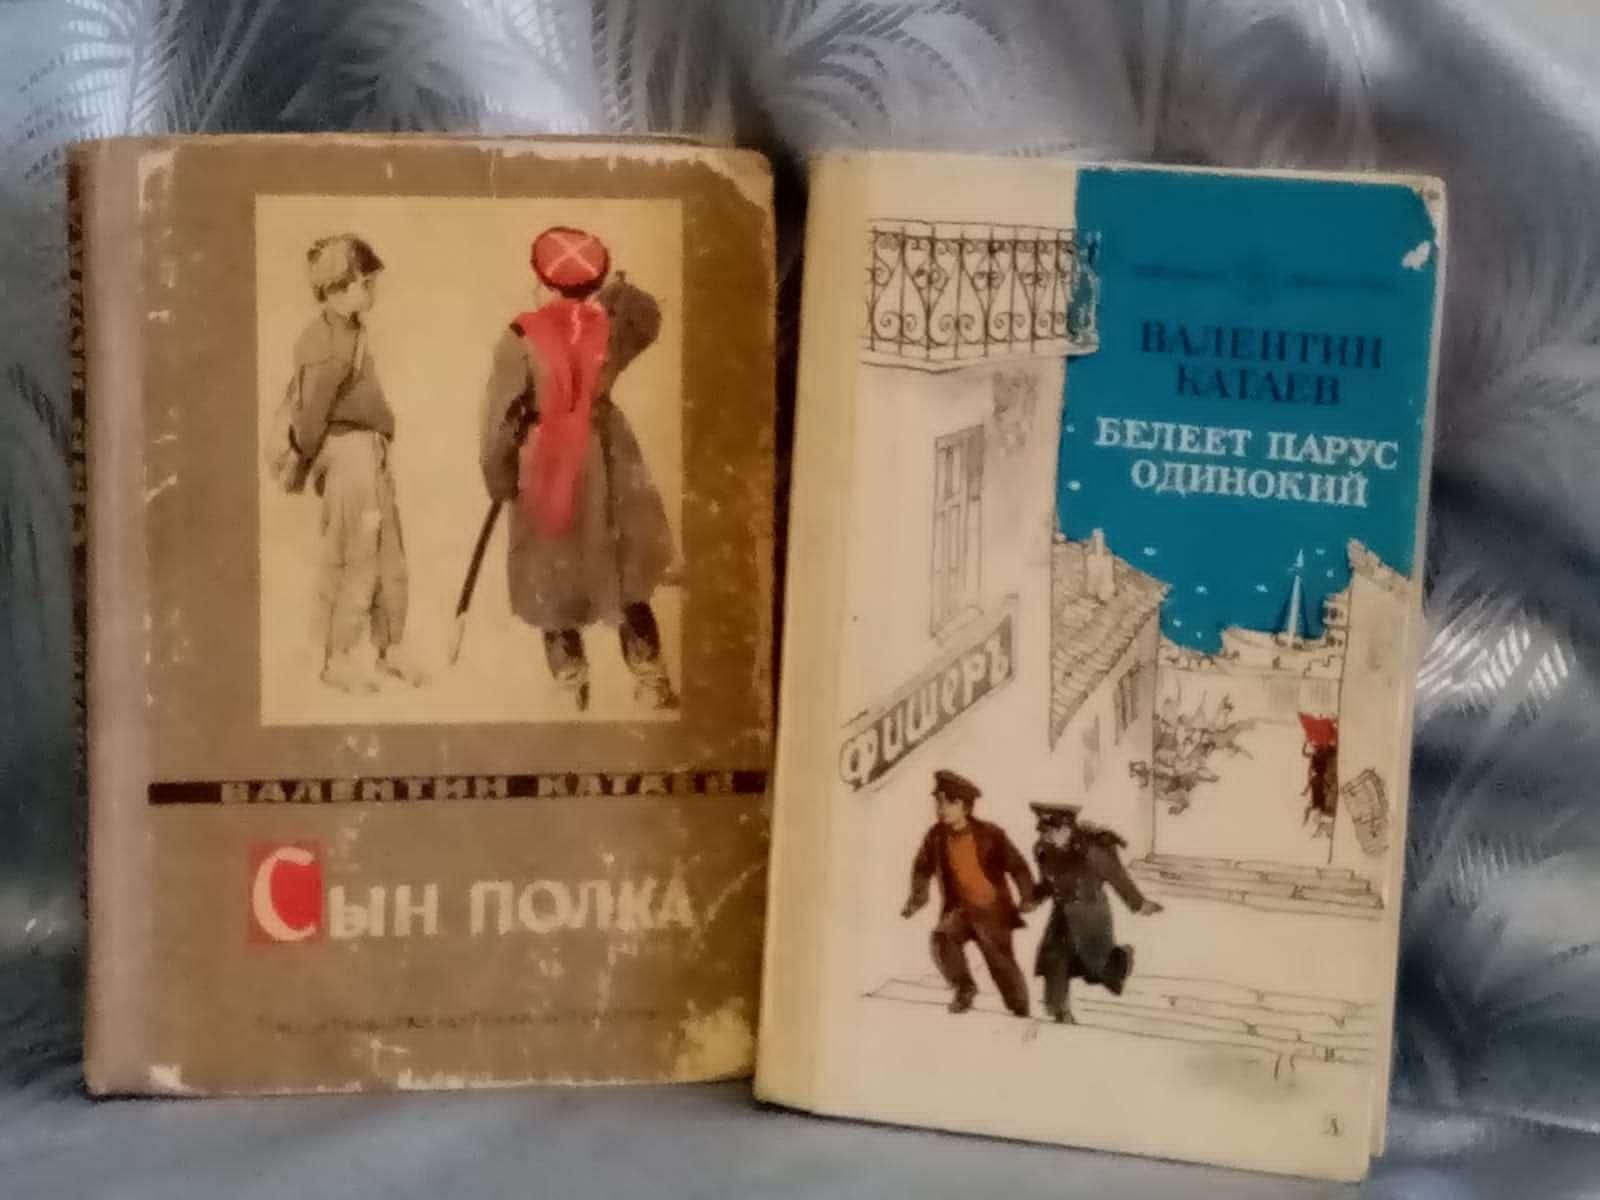 ВАЛЕНТИН КАТАЕВ
СЫН ПОЛКА
ВАЛЕНТИН
КАТАЕВ
БЕЛЕЕТ ПАРУС
ОДИНОКИЙ
ФИШЕРЪ